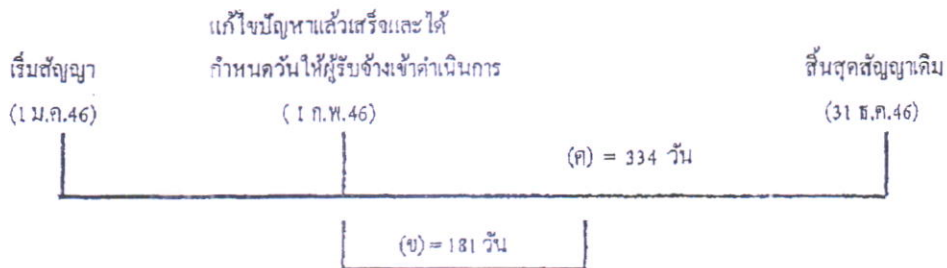 แก้ไขปัญหาแล้วเสร็จและได้
เริ่มสัญญา กำหนดวันให้ผู้รับจ้างเข้าดำเนินการ สิ้นสุดสัญญาเดิม
(1 ม.ค.46) (1 ก.พ.46) (31 ธ.ค.46)
(ค) = 334 วัน
(ข) = 181 วัน